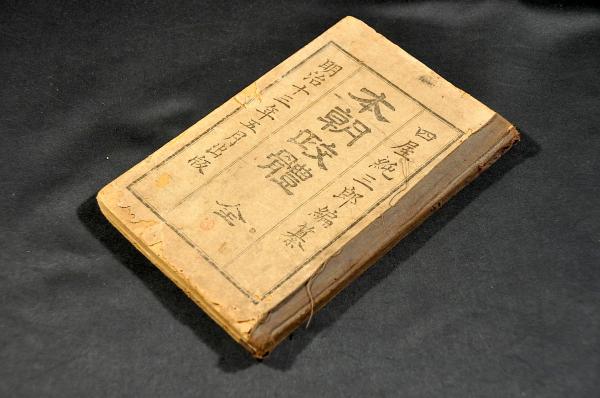 四屋純三郎編纂
本朝政體 全
明治十三年五月出版